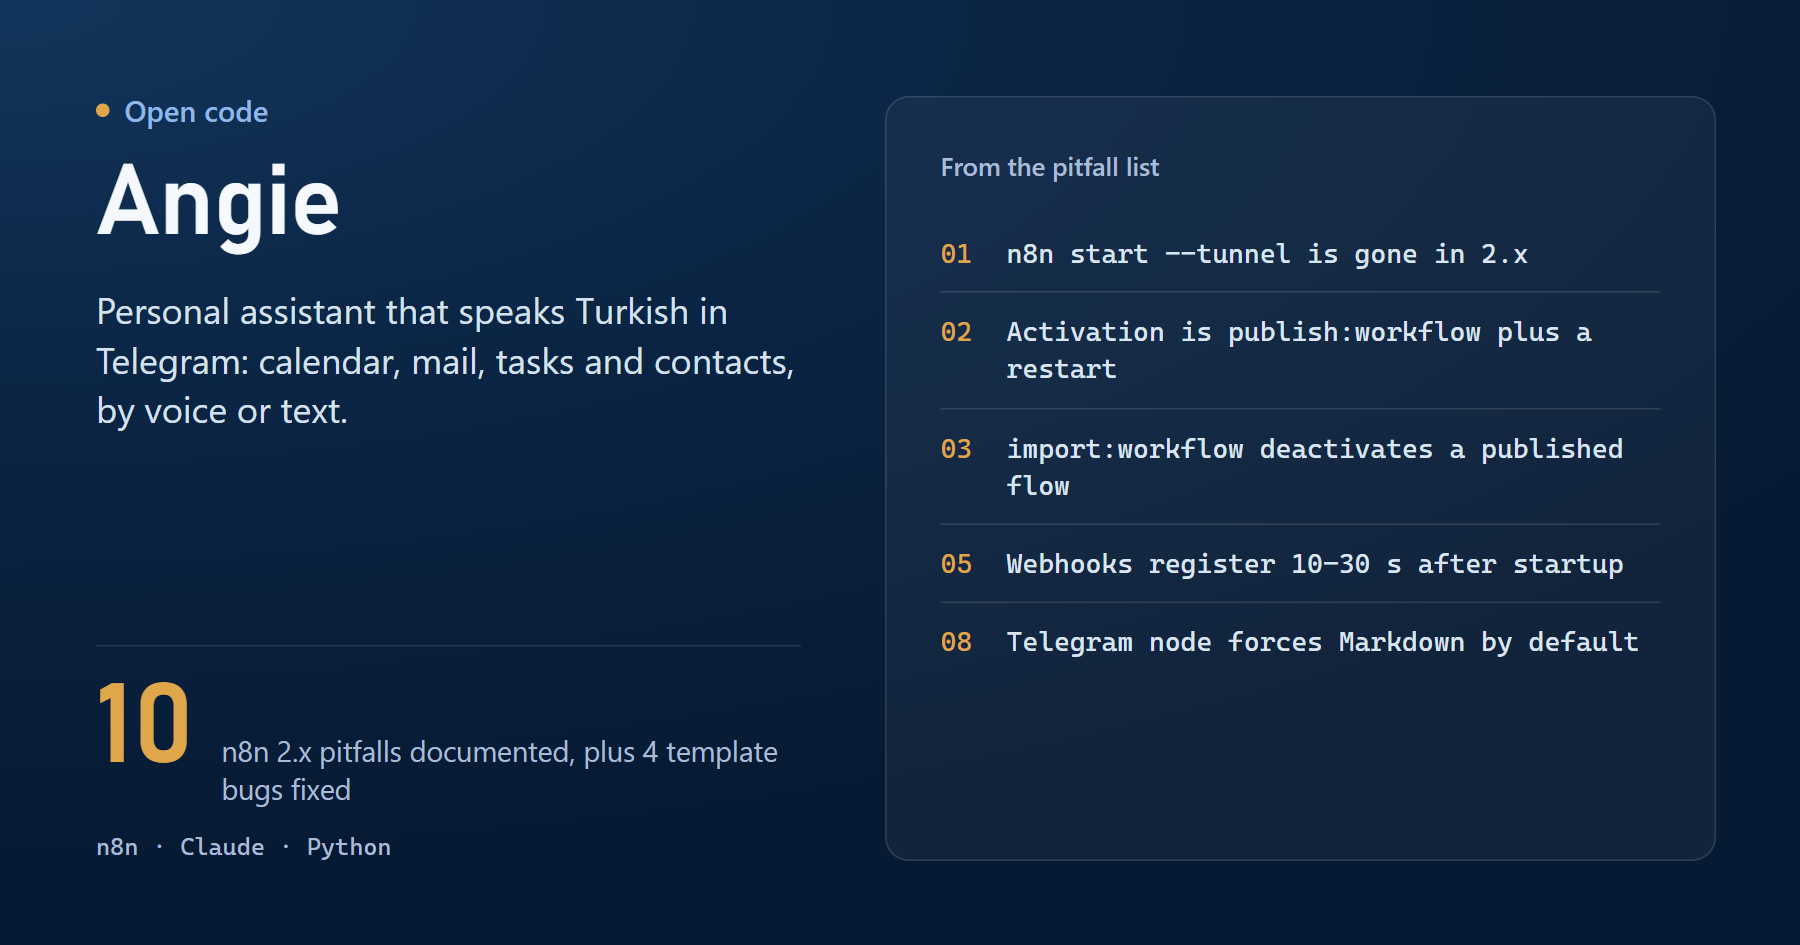 Open code
Angie
Personal assistant that speaks Turkish in
Telegram: calendar, mail, tasks and contacts,
by voice or text.
10
n8n 2.x pitfalls documented, plus 4 template
bugs fixed
n8n · Claude · Python
From the pitfall list
01 n8n start --tunnel is gone in 2.x
02 Activation is publish:workflow plus a
restart
03 import:workflow deactivates a published
flow
05 Webhooks register 10–30 s after startup
08 Telegram node forces Markdown by default